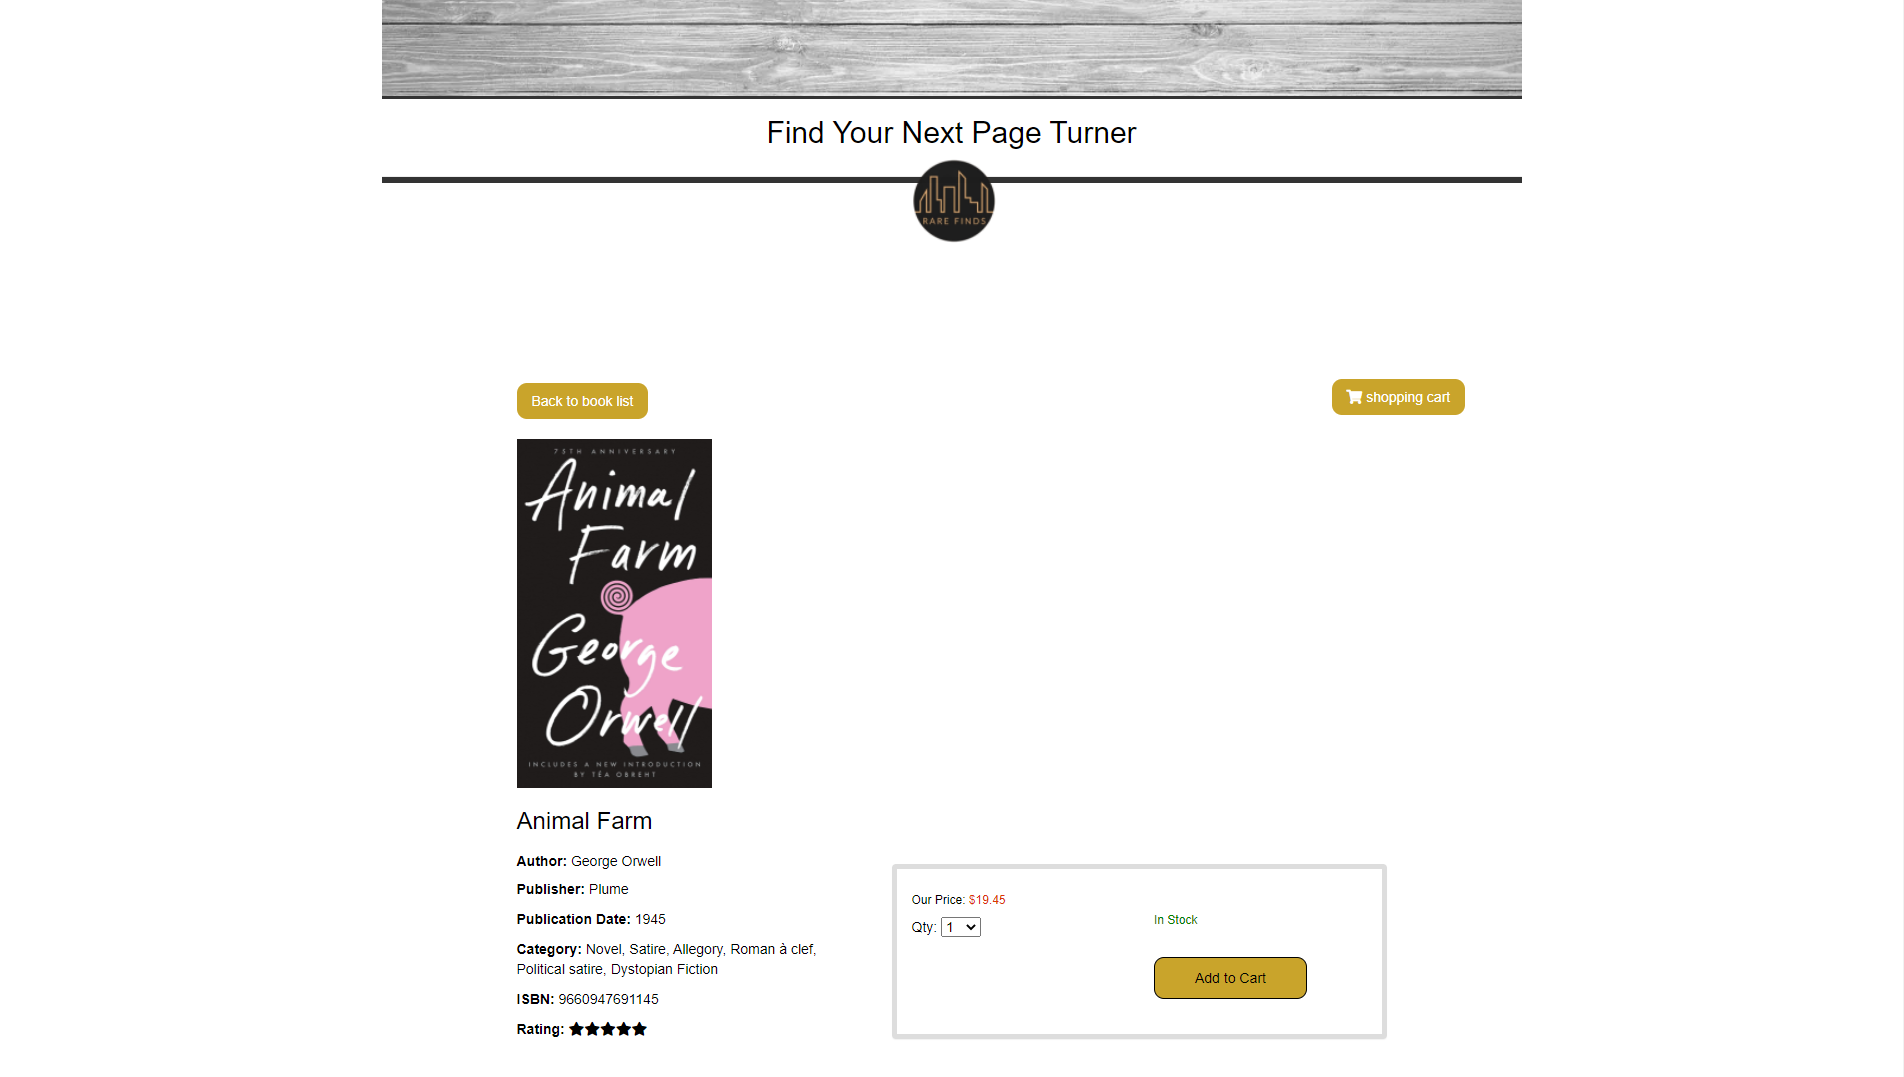 Find Your Next Page Turner
RARE FINDS
Back to book list
shopping cart
75TH ANNIVERSARY
Animal
Farm
George
Orwell
INCLUDES A NEW INTRODUCTION
BY TÉA OBREHT
Animal Farm
Author: George Orwell
Publisher: Plume
Publication Date: 1945
Category: Novel, Satire, Allegory, Roman à clef,
Political satire, Dystopian Fiction
ISBN: 9660947691145
Rating:
Our Price: $19.45
Qty: 1
In Stock
Add to Cart